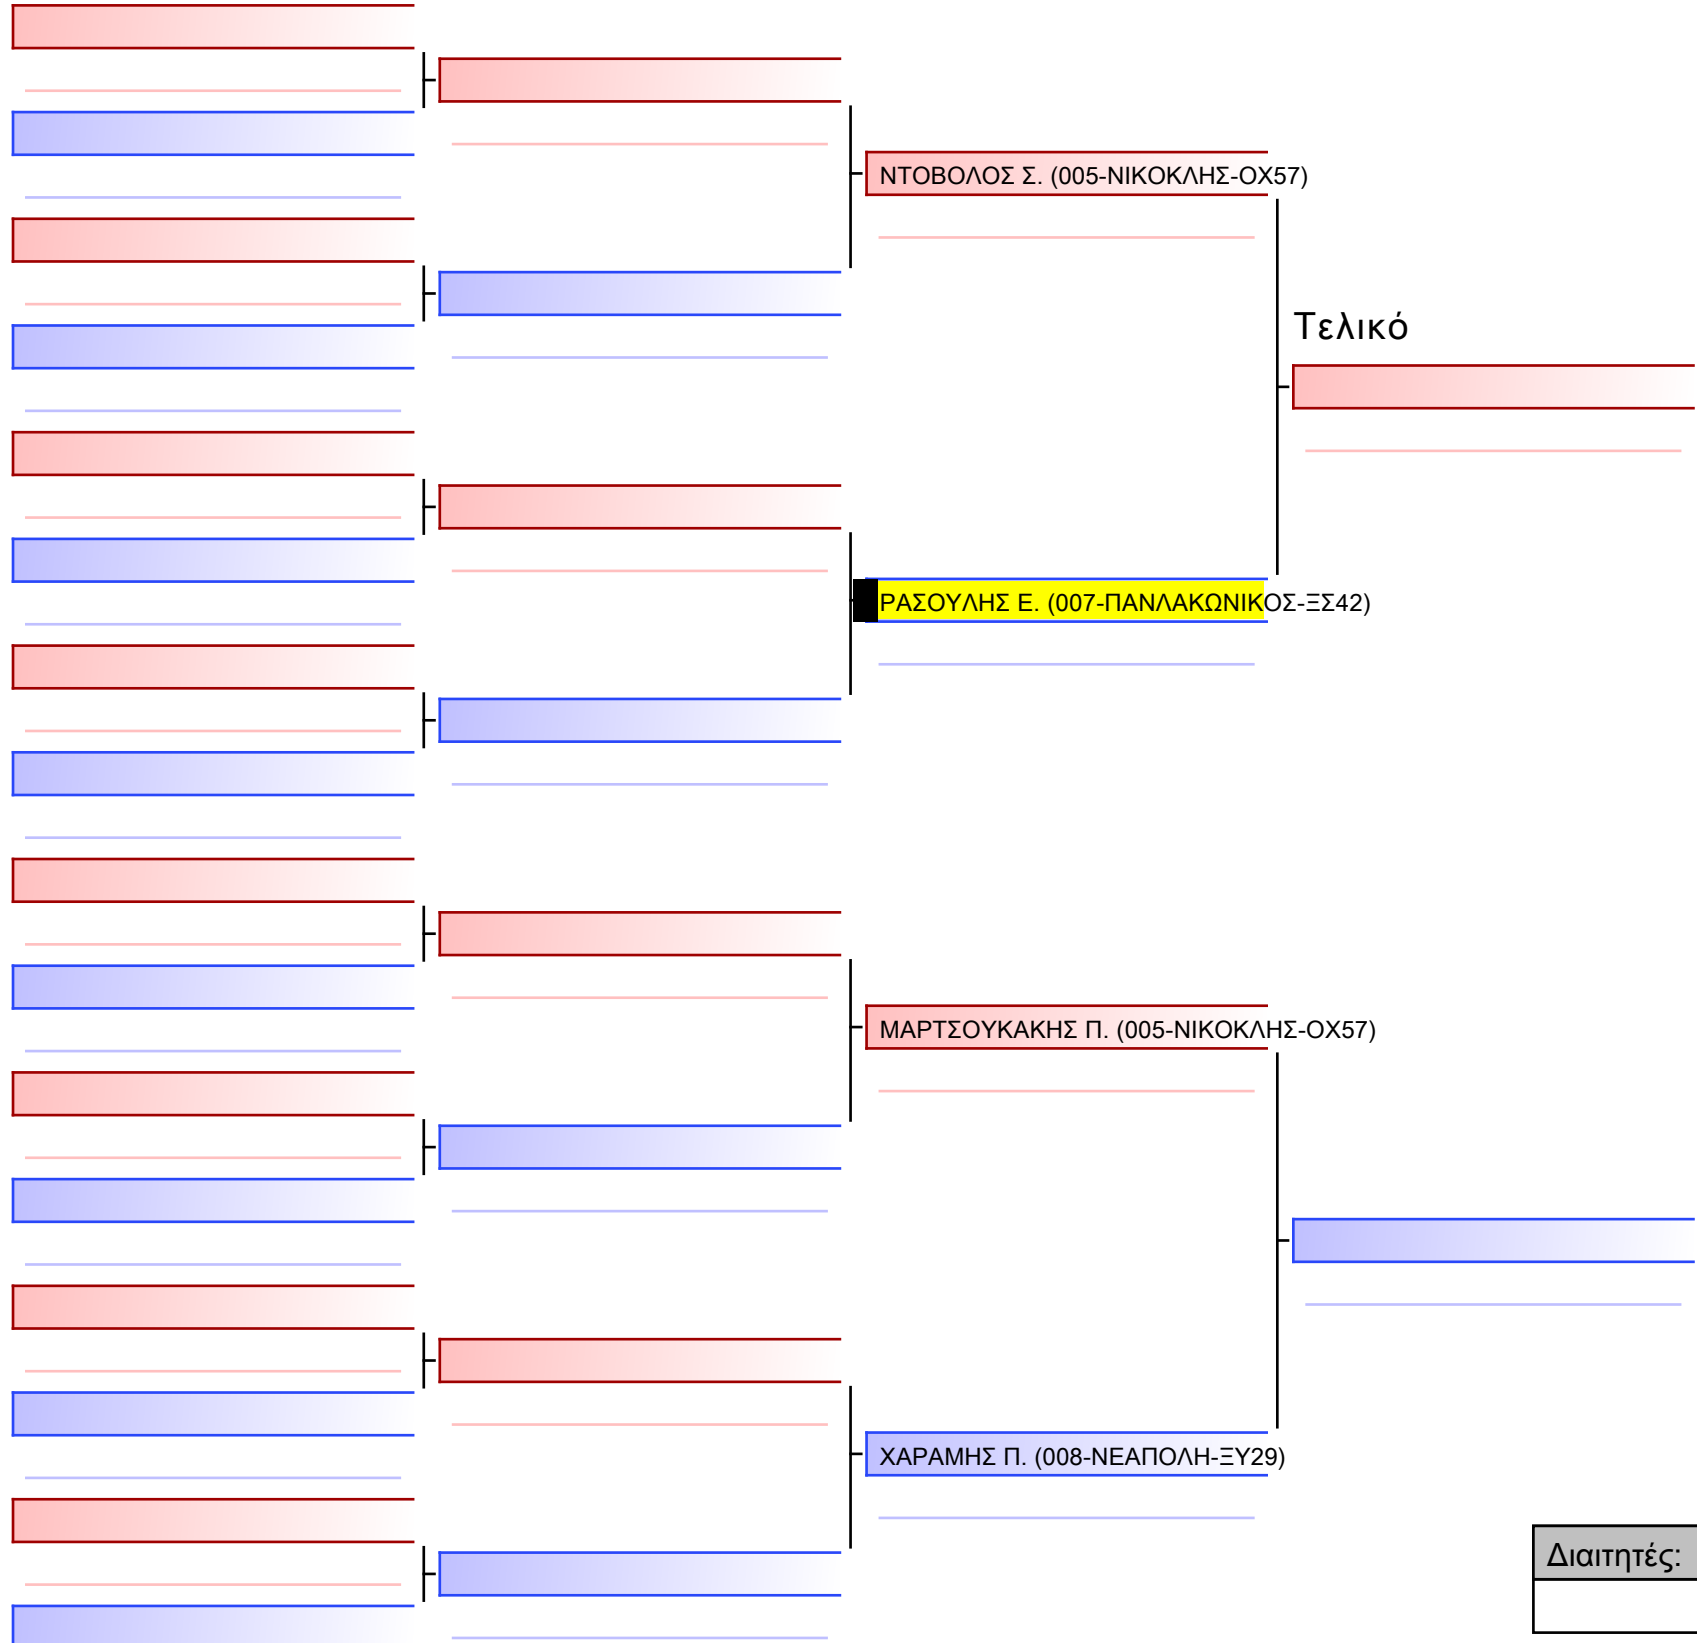 ΝΤΟΒΟΛΟΣ Σ. (005-ΝΙΚΟΚΛΗΣ-ΟΧ57)
Τελικό
ΡΑΣΟΥΛΗΣ Ε. (007-ΠΑΝΛΑΚΩΝΙΚΟΣ-ΞΣ42)
ΜΑΡΤΣΟΥΚΑΚΗΣ Π. (005-ΝΙΚΟΚΛΗΣ-ΟΧ57)
ΧΑΡΑΜΗΣ Π. (008-ΝΕΑΠΟΛΗ-ΞΥ29)
Διαιτητές: